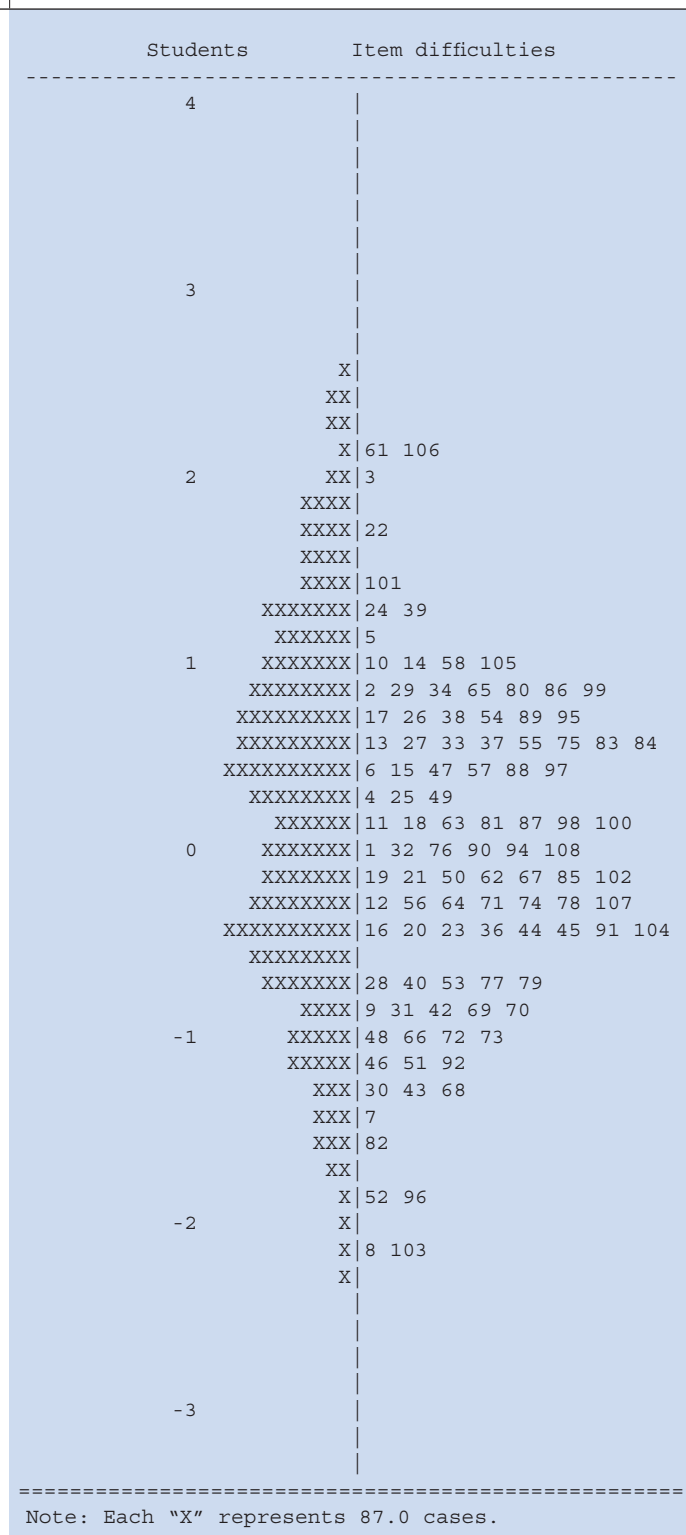 Students Item difficulties
-----------------------------------------------------
4 |
|
|
|
|
|
|
3 |
|
|
X|
XX|
XX|
X|61 106
2 XX|3
XXXX|
XXXX|22
XXXX|
XXXX|101
XXXXXXX|24 39
XXXXXX|5
1 XXXXXXX|10 14 58 105
XXXXXXXX|2 29 34 65 80 86 99
XXXXXXXXX|17 26 38 54 89 95
XXXXXXXXX|13 27 33 37 55 75 83 84
XXXXXXXXXX|6 15 47 57 88 97
XXXXXXXX|4 25 49
XXXXXX|11 18 63 81 87 98 100
0 XXXXXXX|1 32 76 90 94 108
XXXXXXX|19 21 50 62 67 85 102
XXXXXXXX|12 56 64 71 74 78 107
XXXXXXXXXX|16 20 23 36 44 45 91 104
XXXXXXXX|
XXXXXXX|28 40 53 77 79
XXXX|9 31 42 69 70
-1 XXXXX|48 66 72 73
XXXXX|46 51 92
XXX|30 43 68
XXX|7
XXX|82
XX|
X|52 96
-2 X|
X|8 103
X|
|
|
|
|
-3 |
|
|
====================================================
Note: Each “X” represents 87.0 cases.